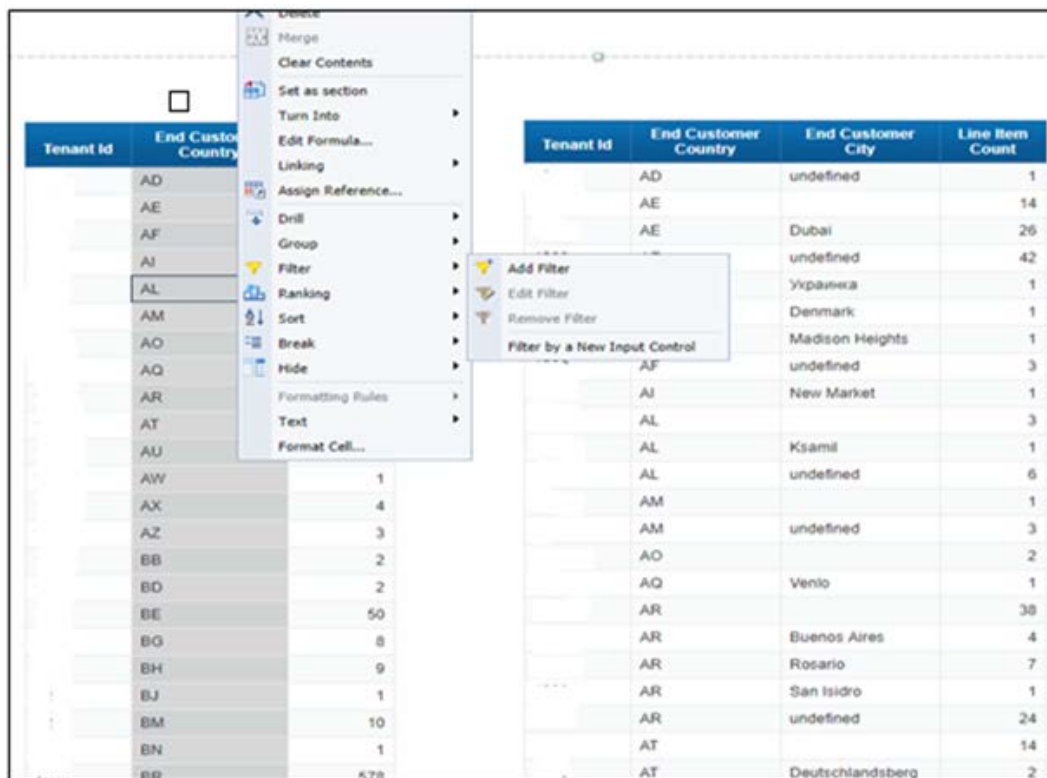 Delete
Merge
Clear Contents
Set as section
Turn Into
Edit Formula...
Linking
Assign Reference...
Drill
Group
Filter
Ranking
Sort
Break
Hide
Formatting Rules
Text
Format Cell...
Add Filter
Edit Filter
Remove Filter
Filter by a New Input Control
Tenant Id End Custo
Country
AD
AE
AF
AI
AL
AM
AO
AQ
AR
AT
AU
AW 1
AX 4
AZ 3
BB 2
BD 2
BE 50
BG 8
BH 9
BJ 1
BM 10
BN 1
BR 578
Tenant Id End Customer Country End Customer City Line Item Count
AD undefined 1
AE 14
AE Dubai 26
undefined 42
Украинка 1
Denmark 1
Madison Heights 1
AF undefined 3
AI New Market 1
AL 3
AL Ksamil 1
AL undefined 6
AM 1
AM undefined 3
AO 2
AQ Venlo 1
AR 38
AR Buenos Aires 4
AR Rosario 7
AR San Isidro 1
AR undefined 24
AT 14
AT Deutschlandsberg 2